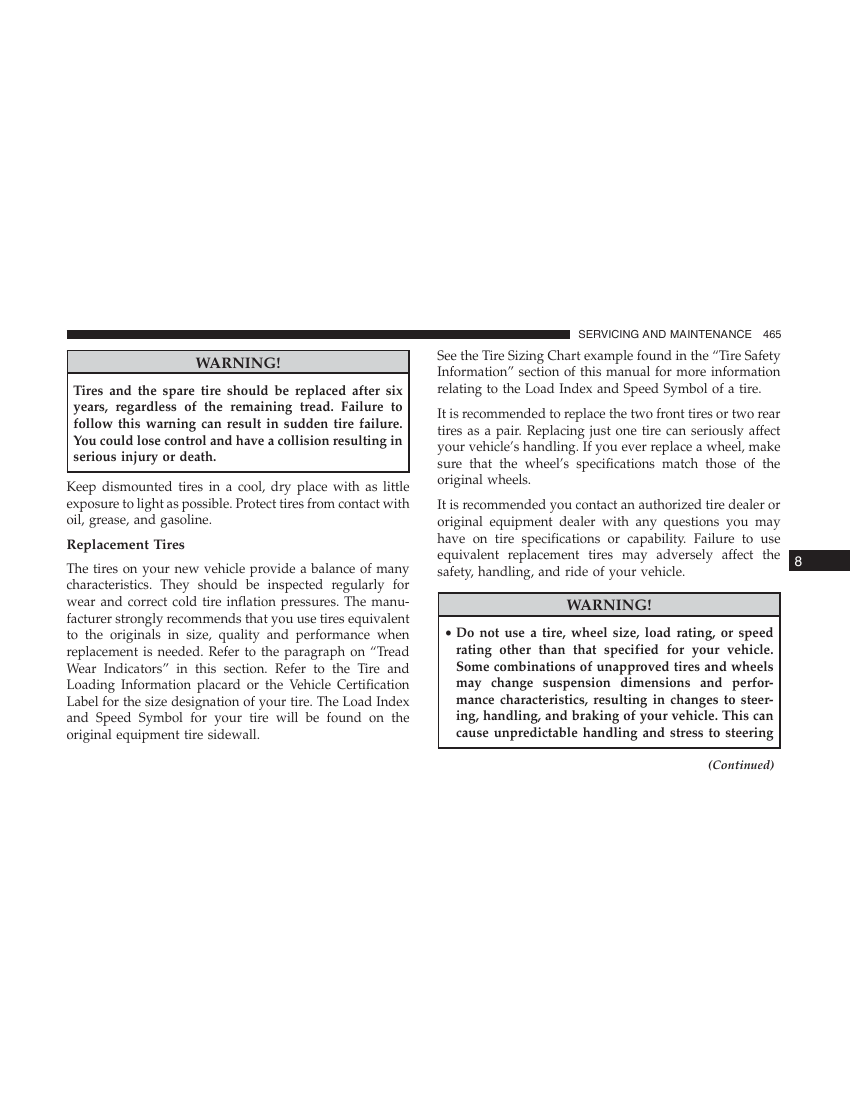 SERVICING AND MAINTENANCE 465
WARNING!
Tires and the spare tire should be replaced after six
years, regardless of the remaining tread. Failure to
follow this warning can result in sudden tire failure.
You could lose control and have a collision resulting in
serious injury or death.
Keep dismounted tires in a cool, dry place with as little
exposure to light as possible. Protect tires from contact with
oil, grease, and gasoline.
Replacement Tires
The tires on your new vehicle provide a balance of many
characteristics. They should be inspected regularly for
wear and correct cold tire inflation pressures. The manu-
facturer strongly recommends that you use tires equivalent
to the originals in size, quality and performance when
replacement is needed. Refer to the paragraph on “Tread
Wear Indicators” in this section. Refer to the Tire and
Loading Information placard or the Vehicle Certification
Label for the size designation of your tire. The Load Index
and Speed Symbol for your tire will be found on the
original equipment tire sidewall.
See the Tire Sizing Chart example found in the “Tire Safety
Information” section of this manual for more information
relating to the Load Index and Speed Symbol of a tire.
It is recommended to replace the two front tires or two rear
tires as a pair. Replacing just one tire can seriously affect
your vehicle’s handling. If you ever replace a wheel, make
sure that the wheel’s specifications match those of the
original wheels.
It is recommended you contact an authorized tire dealer or
original equipment dealer with any questions you may
have on tire specifications or capability. Failure to use
equivalent replacement tires may adversely affect the
safety, handling, and ride of your vehicle.
WARNING!
• Do not use a tire, wheel size, load rating, or speed
rating other than that specified for your vehicle.
Some combinations of unapproved tires and wheels
may change suspension dimensions and perfor-
mance characteristics, resulting in changes to steer-
ing, handling, and braking of your vehicle. This can
cause unpredictable handling and stress to steering
(Continued)
8